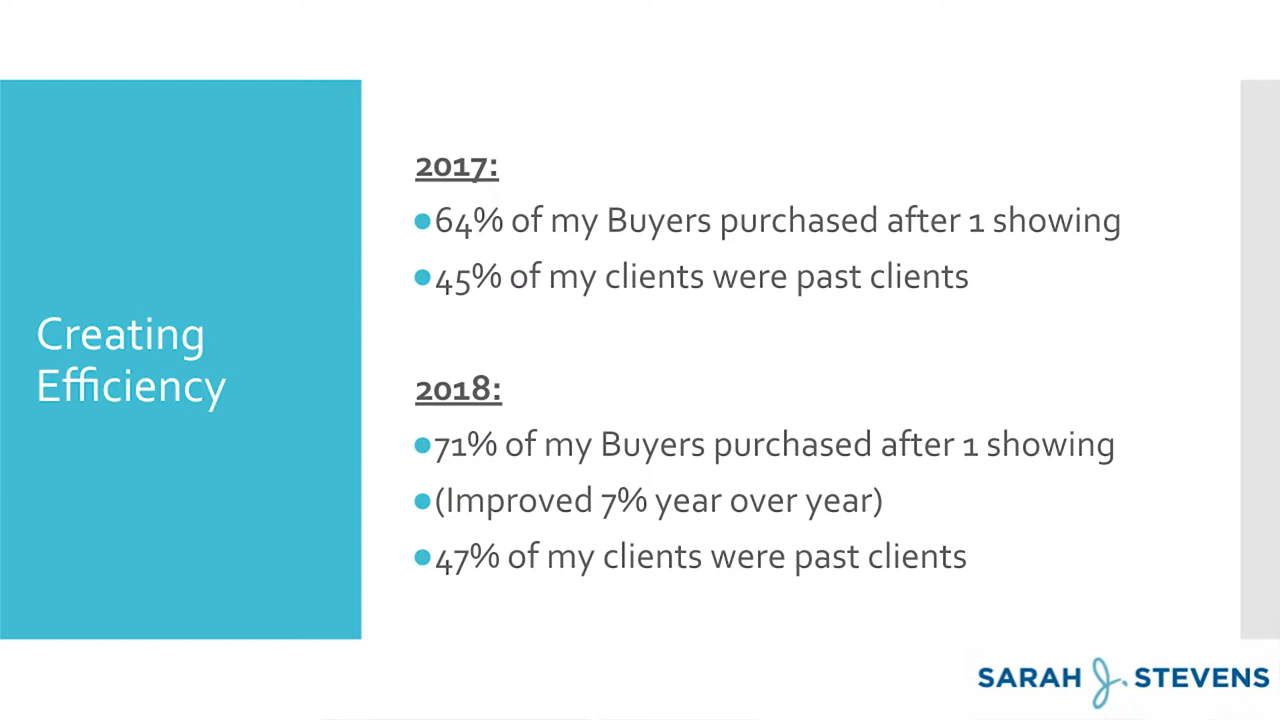 Creating
Efficiency
2017:
•64% of my Buyers purchased after 1 showing
•45% of my clients were past clients
2018:
•71% of my Buyers purchased after 1 showing
•(Improved 7% year over year)
•47% of my clients were past clients
SARAH J. STEVENS